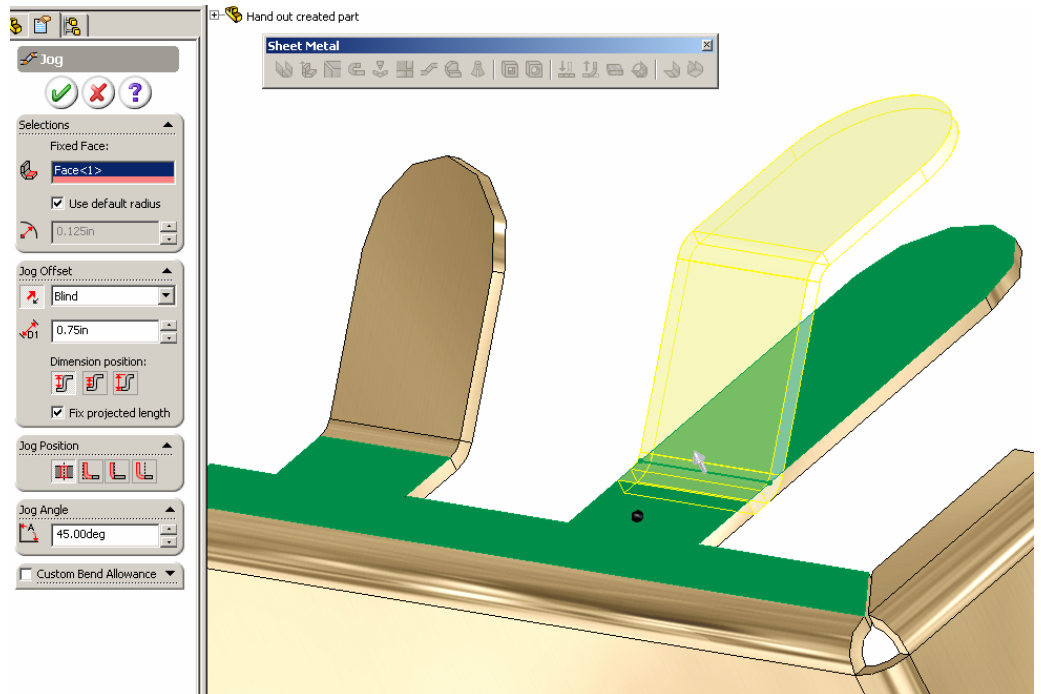 Hand out created part
Sheet Metal
Jog
?
Selections
Fixed Face:
Face<1>
Use default radius
0.125in
Jog Offset
Blind
D1
0.75in
Dimension position:
Fix projected length
Jog Position
Jog Angle
A
45.00deg
Custom Bend Allowance